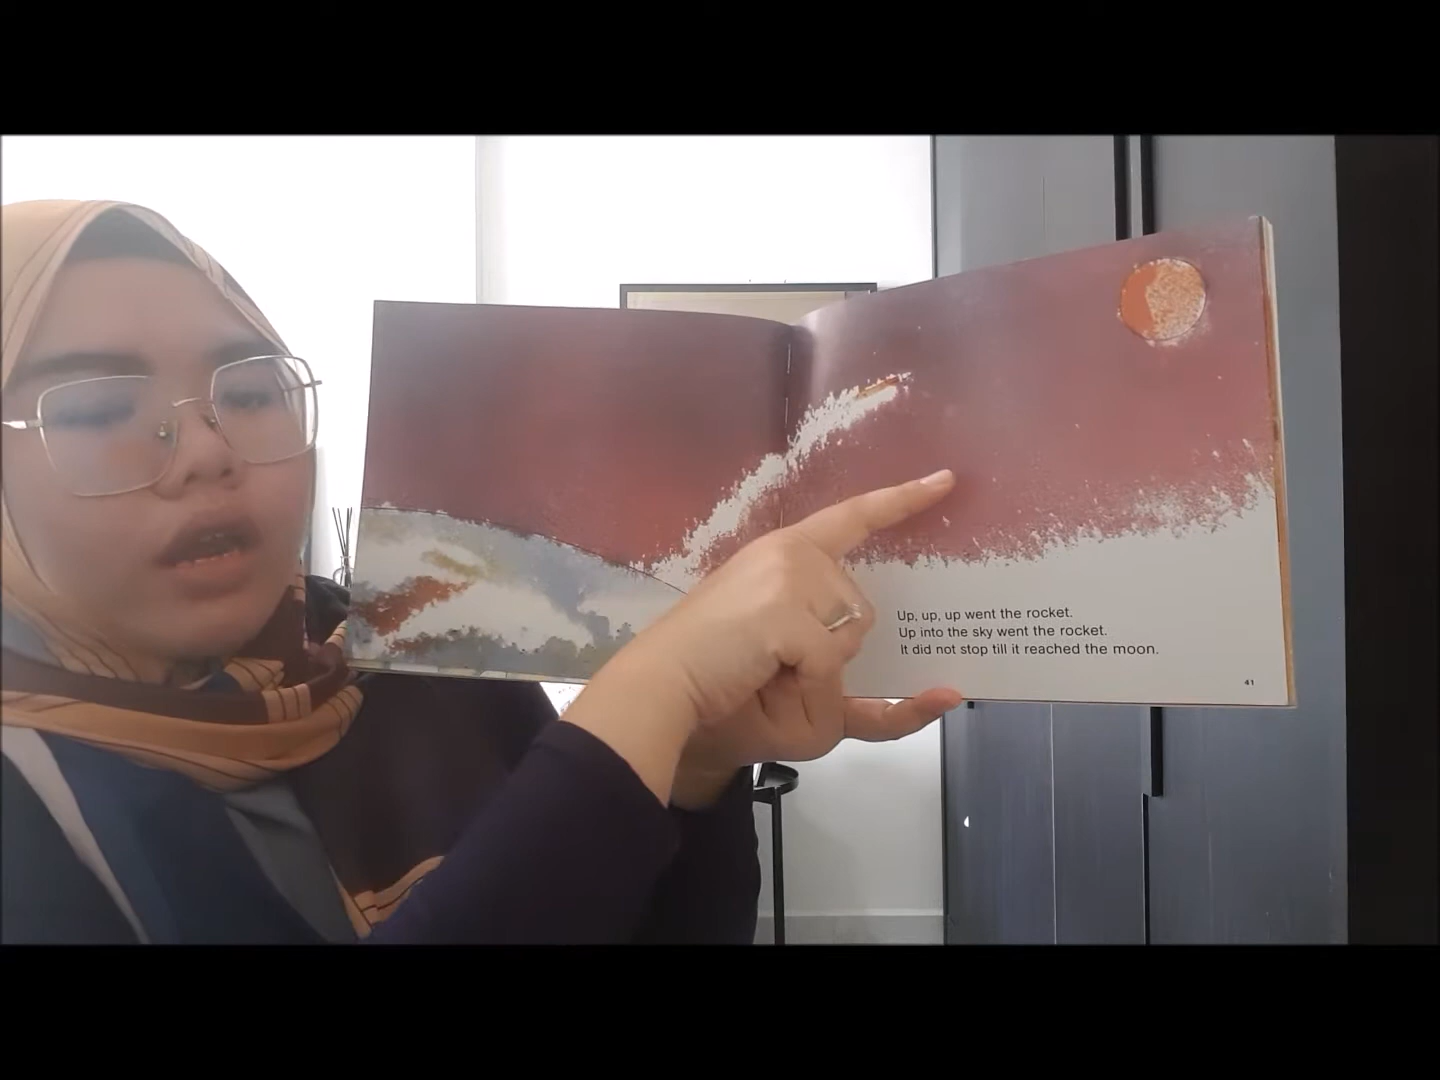 Up, up, up went the rocket.
Up into the sky went the rocket.
It did not stop till it reached the moon.
41